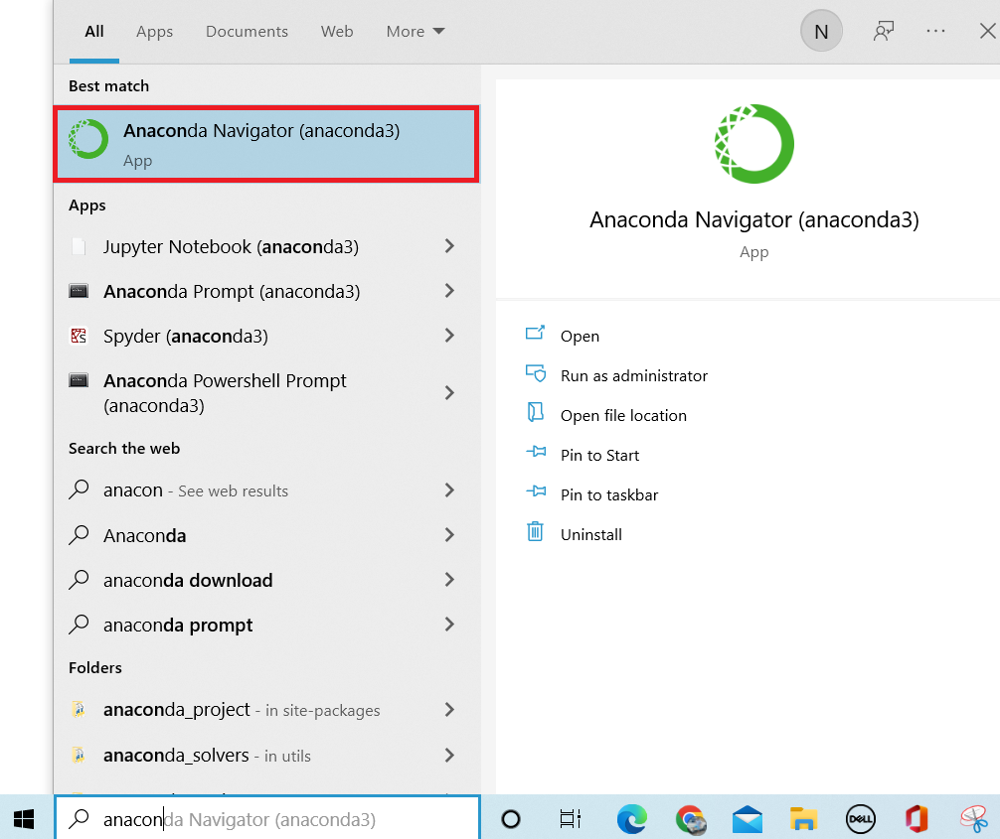 All Apps Documents Web More N
Best match
Anaconda Navigator (anaconda3)
App
Apps
Jupyter Notebook (anaconda3)
Anaconda Prompt (anaconda3)
Spyder (anaconda3)
Anaconda Powershell Prompt
(anaconda3)
Search the web
anacon - See web results
Anaconda
anaconda download
anaconda prompt
Folders
anaconda_project - in site-packages
anaconda_solvers - in utils
Anaconda Navigator (anaconda3)
App
Open
Run as administrator
Open file location
Pin to Start
Pin to taskbar
Uninstall
anaconda Navigator (anaconda3)
DELL